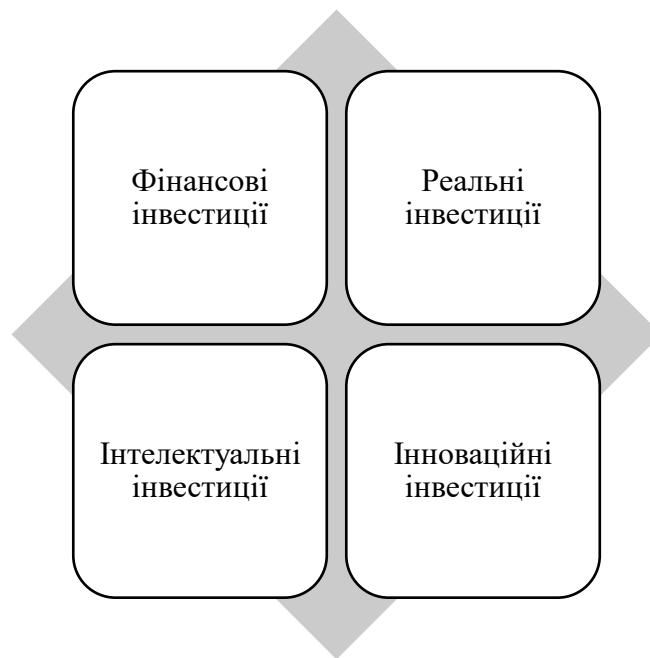 Фінансові
інвестиції
Реальні
інвестиції
Інтелектуальні
інвестиції
Інноваційні
інвестиції